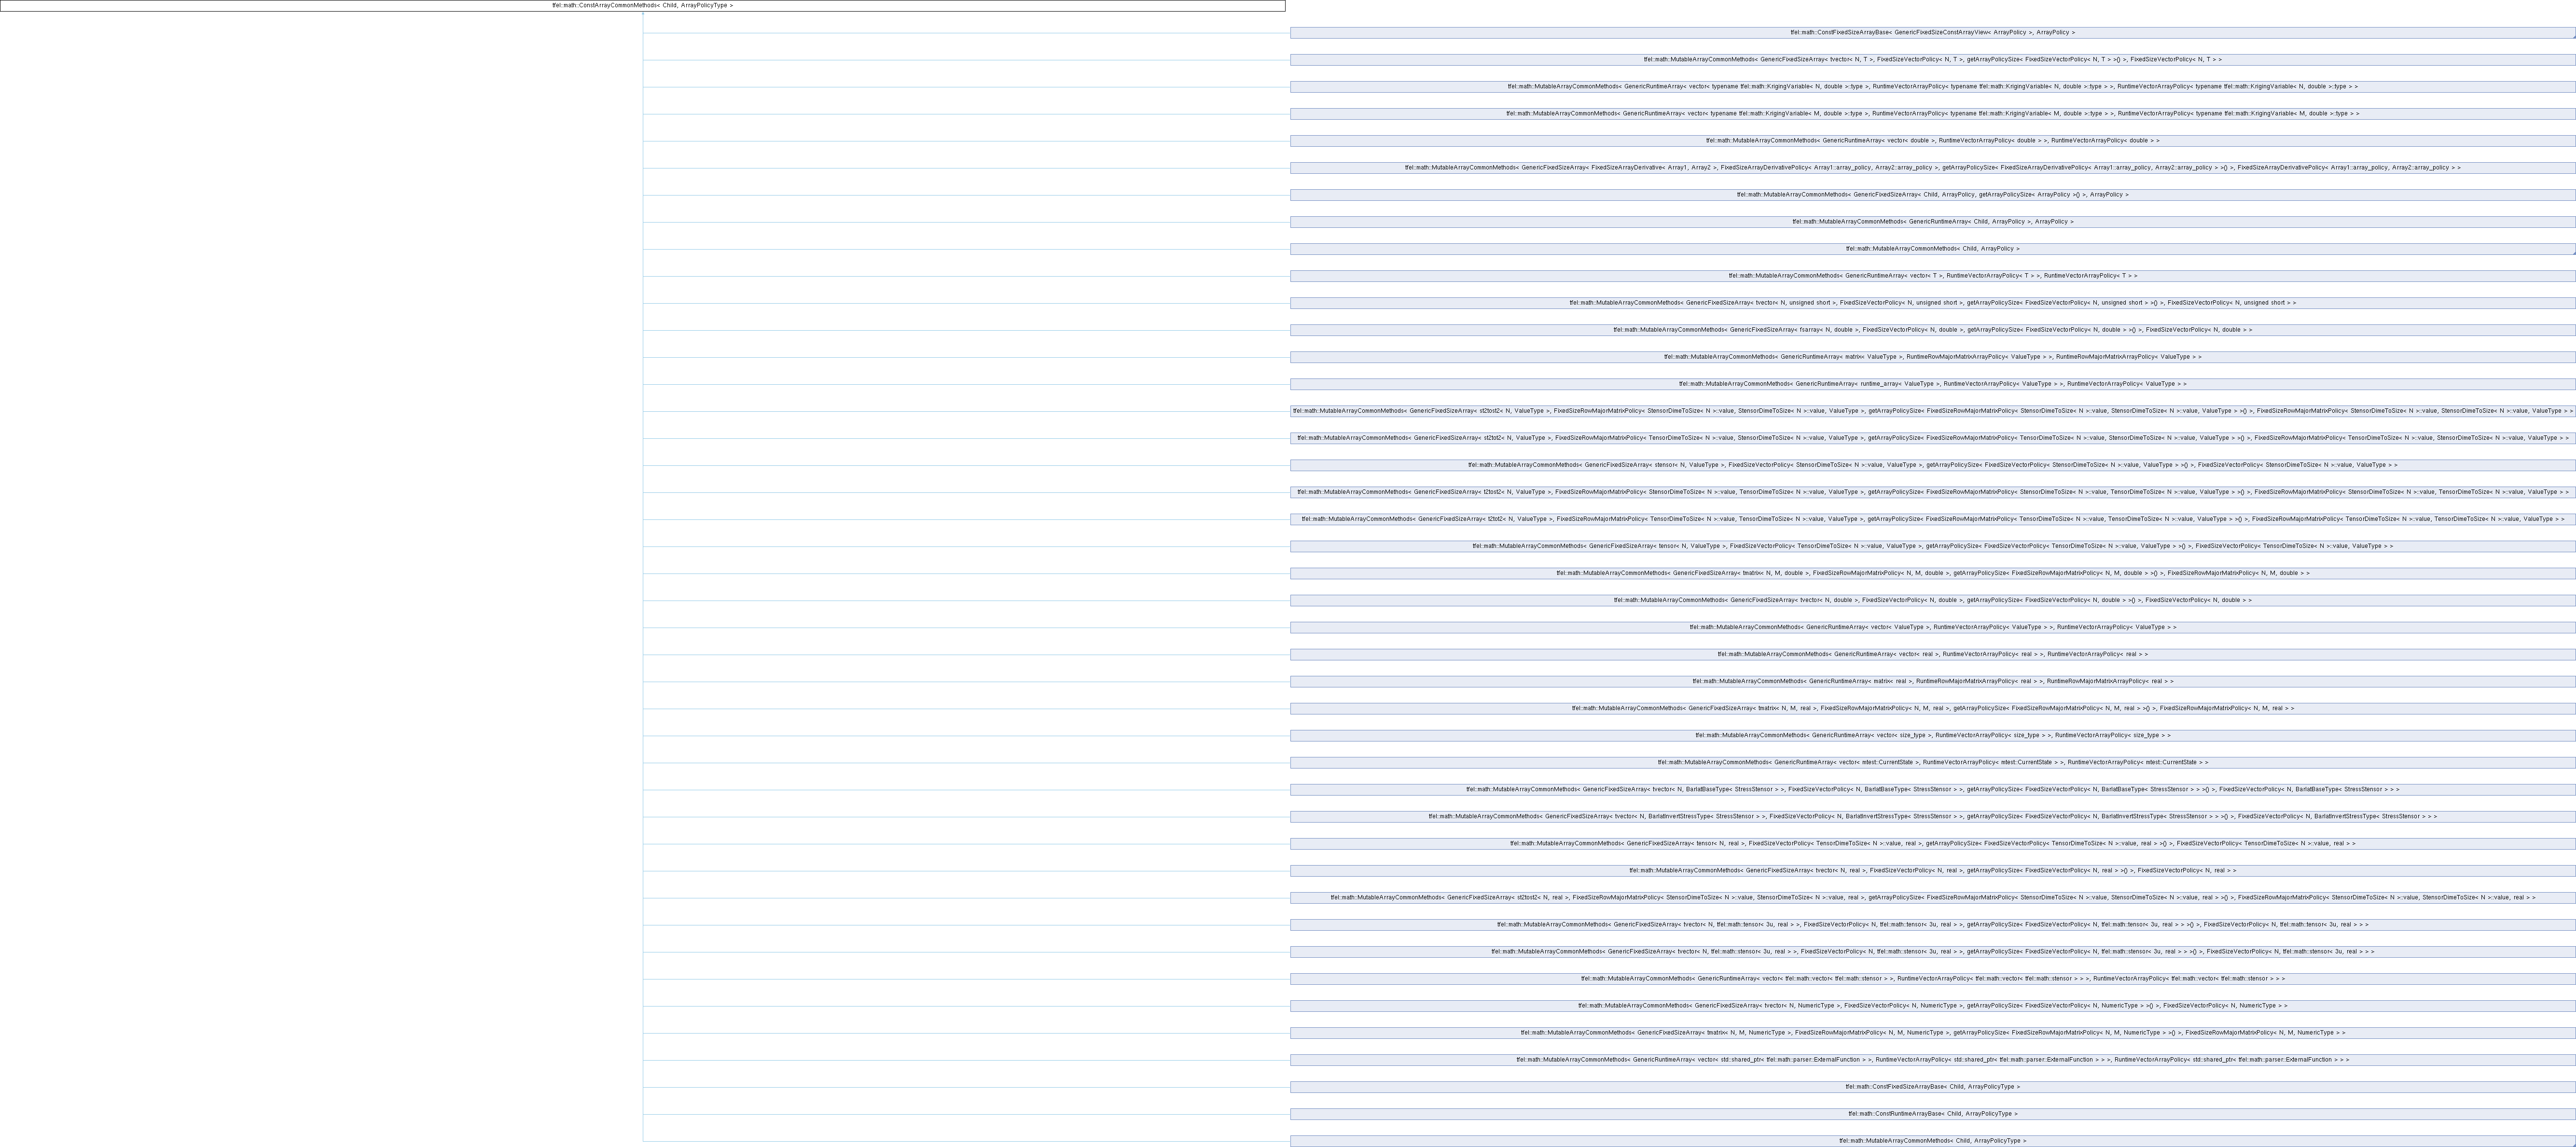 tfel::math::ConstArrayCommonMethods< Child, ArrayPolicyType >
tfel::math::ConstFixedSizeArrayBase< GenericFixedSizeConstArrayView< ArrayPolicy >, ArrayPolicy >
tfel::math::MutableArrayCommonMethods< GenericFixedSizeArray< tvector< N, T >, FixedSizeVectorPolicy< N, T >, getArrayPolicySize< FixedSizeVectorPolicy< N, T > >() >, FixedSizeVectorPolicy< N, T > >
tfel::math::MutableArrayCommonMethods< GenericRuntimeArray< vector< typename tfel::math::KrigingVariable< N, double >::type >, RuntimeVectorArrayPolicy< typename tfel::math::KrigingVariable< N, double >::type > >, RuntimeVectorArrayPolicy< typename tfel::math::KrigingVariable< N, double >::type > >
tfel::math::MutableArrayCommonMethods< GenericRuntimeArray< vector< typename tfel::math::KrigingVariable< M, double >::type >, RuntimeVectorArrayPolicy< typename tfel::math::KrigingVariable< M, double >::type > >, RuntimeVectorArrayPolicy< typename tfel::math::KrigingVariable< M, double >::type > >
tfel::math::MutableArrayCommonMethods< GenericRuntimeArray< vector< double >, RuntimeVectorArrayPolicy< double > >, RuntimeVectorArrayPolicy< double > >
tfel::math::MutableArrayCommonMethods< GenericFixedSizeArray< FixedSizeArrayDerivative< Array1, Array2 >, FixedSizeArrayDerivativePolicy< Array1::array_policy, Array2::array_policy >, getArrayPolicySize< FixedSizeArrayDerivativePolicy< Array1::array_policy, Array2::array_policy > >() >, FixedSizeArrayDerivativePolicy< Array1::array_policy, Array2::array_policy > >
tfel::math::MutableArrayCommonMethods< GenericFixedSizeArray< Child, ArrayPolicy, getArrayPolicySize< ArrayPolicy >() >, ArrayPolicy >
tfel::math::MutableArrayCommonMethods< GenericRuntimeArray< Child, ArrayPolicy >, ArrayPolicy >
tfel::math::MutableArrayCommonMethods< Child, ArrayPolicy >
tfel::math::MutableArrayCommonMethods< GenericRuntimeArray< vector< T >, RuntimeVectorArrayPolicy< T > >, RuntimeVectorArrayPolicy< T > >
tfel::math::MutableArrayCommonMethods< GenericFixedSizeArray< tvector< N, unsigned short >, FixedSizeVectorPolicy< N, unsigned short >, getArrayPolicySize< FixedSizeVectorPolicy< N, unsigned short > >() >, FixedSizeVectorPolicy< N, unsigned short > >
tfel::math::MutableArrayCommonMethods< GenericFixedSizeArray< fsarray< N, double >, FixedSizeVectorPolicy< N, double >, getArrayPolicySize< FixedSizeVectorPolicy< N, double > >() >, FixedSizeVectorPolicy< N, double > >
tfel::math::MutableArrayCommonMethods< GenericRuntimeArray< matrix< ValueType >, RuntimeRowMajorMatrixArrayPolicy< ValueType > >, RuntimeRowMajorMatrixArrayPolicy< ValueType > >
tfel::math::MutableArrayCommonMethods< GenericRuntimeArray< runtime_array< ValueType >, RuntimeVectorArrayPolicy< ValueType > >, RuntimeVectorArrayPolicy< ValueType > >
tfel::math::MutableArrayCommonMethods< GenericFixedSizeArray< st2tost2< N, ValueType >, FixedSizeRowMajorMatrixPolicy< StensorDimeToSize< N >::value, StensorDimeToSize< N >::value, ValueType >, getArrayPolicySize< FixedSizeRowMajorMatrixPolicy< StensorDimeToSize< N >::value, StensorDimeToSize< N >::value, ValueType > >() >, FixedSizeRowMajorMatrixPolicy< StensorDimeToSize< N >::value, StensorDimeToSize< N >::value, ValueType > >
tfel::math::MutableArrayCommonMethods< GenericFixedSizeArray< st2tot2< N, ValueType >, FixedSizeRowMajorMatrixPolicy< TensorDimeToSize< N >::value, StensorDimeToSize< N >::value, ValueType >, getArrayPolicySize< FixedSizeRowMajorMatrixPolicy< TensorDimeToSize< N >::value, StensorDimeToSize< N >::value, ValueType > >() >, FixedSizeRowMajorMatrixPolicy< TensorDimeToSize< N >::value, StensorDimeToSize< N >::value, ValueType > >
tfel::math::MutableArrayCommonMethods< GenericFixedSizeArray< stensor< N, ValueType >, FixedSizeVectorPolicy< StensorDimeToSize< N >::value, ValueType >, getArrayPolicySize< FixedSizeVectorPolicy< StensorDimeToSize< N >::value, ValueType > >() >, FixedSizeVectorPolicy< StensorDimeToSize< N >::value, ValueType > >
tfel::math::MutableArrayCommonMethods< GenericFixedSizeArray< t2tost2< N, ValueType >, FixedSizeRowMajorMatrixPolicy< StensorDimeToSize< N >::value, TensorDimeToSize< N >::value, ValueType >, getArrayPolicySize< FixedSizeRowMajorMatrixPolicy< StensorDimeToSize< N >::value, TensorDimeToSize< N >::value, ValueType > >() >, FixedSizeRowMajorMatrixPolicy< StensorDimeToSize< N >::value, TensorDimeToSize< N >::value, ValueType > >
tfel::math::MutableArrayCommonMethods< GenericFixedSizeArray< t2tot2< N, ValueType >, FixedSizeRowMajorMatrixPolicy< TensorDimeToSize< N >::value, TensorDimeToSize< N >::value, ValueType >, getArrayPolicySize< FixedSizeRowMajorMatrixPolicy< TensorDimeToSize< N >::value, TensorDimeToSize< N >::value, ValueType > >() >, FixedSizeRowMajorMatrixPolicy< TensorDimeToSize< N >::value, TensorDimeToSize< N >::value, ValueType > >
tfel::math::MutableArrayCommonMethods< GenericFixedSizeArray< tensor< N, ValueType >, FixedSizeVectorPolicy< TensorDimeToSize< N >::value, ValueType >, getArrayPolicySize< FixedSizeVectorPolicy< TensorDimeToSize< N >::value, ValueType > >() >, FixedSizeVectorPolicy< TensorDimeToSize< N >::value, ValueType > >
tfel::math::MutableArrayCommonMethods< GenericFixedSizeArray< tmatrix< N, M, double >, FixedSizeRowMajorMatrixPolicy< N, M, double >, getArrayPolicySize< FixedSizeRowMajorMatrixPolicy< N, M, double > >() >, FixedSizeRowMajorMatrixPolicy< N, M, double > >
tfel::math::MutableArrayCommonMethods< GenericFixedSizeArray< tvector< N, double >, FixedSizeVectorPolicy< N, double >, getArrayPolicySize< FixedSizeVectorPolicy< N, double > >() >, FixedSizeVectorPolicy< N, double > >
tfel::math::MutableArrayCommonMethods< GenericRuntimeArray< vector< ValueType >, RuntimeVectorArrayPolicy< ValueType > >, RuntimeVectorArrayPolicy< ValueType > >
tfel::math::MutableArrayCommonMethods< GenericRuntimeArray< vector< real >, RuntimeVectorArrayPolicy< real > >, RuntimeVectorArrayPolicy< real > >
tfel::math::MutableArrayCommonMethods< GenericRuntimeArray< matrix< real >, RuntimeRowMajorMatrixArrayPolicy< real > >, RuntimeRowMajorMatrixArrayPolicy< real > >
tfel::math::MutableArrayCommonMethods< GenericFixedSizeArray< tmatrix< N, M, real >, FixedSizeRowMajorMatrixPolicy< N, M, real >, getArrayPolicySize< FixedSizeRowMajorMatrixPolicy< N, M, real > >() >, FixedSizeRowMajorMatrixPolicy< N, M, real > >
tfel::math::MutableArrayCommonMethods< GenericRuntimeArray< vector< size_type >, RuntimeVectorArrayPolicy< size_type > >, RuntimeVectorArrayPolicy< size_type > >
tfel::math::MutableArrayCommonMethods< GenericRuntimeArray< vector< mtest::CurrentState >, RuntimeVectorArrayPolicy< mtest::CurrentState > >, RuntimeVectorArrayPolicy< mtest::CurrentState > >
tfel::math::MutableArrayCommonMethods< GenericFixedSizeArray< tvector< N, BarlatBaseType< StressStensor > >, FixedSizeVectorPolicy< N, BarlatBaseType< StressStensor > >, getArrayPolicySize< FixedSizeVectorPolicy< N, BarlatBaseType< StressStensor > > >() >, FixedSizeVectorPolicy< N, BarlatBaseType< StressStensor > > >
tfel::math::MutableArrayCommonMethods< GenericFixedSizeArray< tvector< N, BarlatInvertStressType< StressStensor > >, FixedSizeVectorPolicy< N, BarlatInvertStressType< StressStensor > >, getArrayPolicySize< FixedSizeVectorPolicy< N, BarlatInvertStressType< StressStensor > > >() >, FixedSizeVectorPolicy< N, BarlatInvertStressType< StressStensor > > >
tfel::math::MutableArrayCommonMethods< GenericFixedSizeArray< tensor< N, real >, FixedSizeVectorPolicy< TensorDimeToSize< N >::value, real >, getArrayPolicySize< FixedSizeVectorPolicy< TensorDimeToSize< N >::value, real > >() >, FixedSizeVectorPolicy< TensorDimeToSize< N >::value, real > >
tfel::math::MutableArrayCommonMethods< GenericFixedSizeArray< tvector< N, real >, FixedSizeVectorPolicy< N, real >, getArrayPolicySize< FixedSizeVectorPolicy< N, real > >() >, FixedSizeVectorPolicy< N, real > >
tfel::math::MutableArrayCommonMethods< GenericFixedSizeArray< st2tost2< N, real >, FixedSizeRowMajorMatrixPolicy< StensorDimeToSize< N >::value, StensorDimeToSize< N >::value, real >, getArrayPolicySize< FixedSizeRowMajorMatrixPolicy< StensorDimeToSize< N >::value, StensorDimeToSize< N >::value, real > >() >, FixedSizeRowMajorMatrixPolicy< StensorDimeToSize< N >::value, StensorDimeToSize< N >::value, real > >
tfel::math::MutableArrayCommonMethods< GenericFixedSizeArray< tvector< N, tfel::math::tensor< 3u, real > >, FixedSizeVectorPolicy< N, tfel::math::tensor< 3u, real > >, getArrayPolicySize< FixedSizeVectorPolicy< N, tfel::math::tensor< 3u, real > > >() >, FixedSizeVectorPolicy< N, tfel::math::tensor< 3u, real > > >
tfel::math::MutableArrayCommonMethods< GenericFixedSizeArray< tvector< N, tfel::math::stensor< 3u, real > >, FixedSizeVectorPolicy< N, tfel::math::stensor< 3u, real > >, getArrayPolicySize< FixedSizeVectorPolicy< N, tfel::math::stensor< 3u, real > > >() >, FixedSizeVectorPolicy< N, tfel::math::stensor< 3u, real > > >
tfel::math::MutableArrayCommonMethods< GenericRuntimeArray< vector< tfel::math::vector< tfel::math::stensor > >, RuntimeVectorArrayPolicy< tfel::math::vector< tfel::math::stensor > > >, RuntimeVectorArrayPolicy< tfel::math::vector< tfel::math::stensor > > >
tfel::math::MutableArrayCommonMethods< GenericFixedSizeArray< tvector< N, NumericType >, FixedSizeVectorPolicy< N, NumericType >, getArrayPolicySize< FixedSizeVectorPolicy< N, NumericType > >() >, FixedSizeVectorPolicy< N, NumericType > >
tfel::math::MutableArrayCommonMethods< GenericFixedSizeArray< tmatrix< N, M, NumericType >, FixedSizeRowMajorMatrixPolicy< N, M, NumericType >, getArrayPolicySize< FixedSizeRowMajorMatrixPolicy< N, M, NumericType > >() >, FixedSizeRowMajorMatrixPolicy< N, M, NumericType > >
tfel::math::MutableArrayCommonMethods< GenericRuntimeArray< vector< std::shared_ptr< tfel::math::parser::ExternalFunction > >, RuntimeVectorArrayPolicy< std::shared_ptr< tfel::math::parser::ExternalFunction > > >, RuntimeVectorArrayPolicy< std::shared_ptr< tfel::math::parser::ExternalFunction > > >
tfel::math::ConstFixedSizeArrayBase< Child, ArrayPolicyType >
tfel::math::ConstRuntimeArrayBase< Child, ArrayPolicyType >
tfel::math::MutableArrayCommonMethods< Child, ArrayPolicyType >